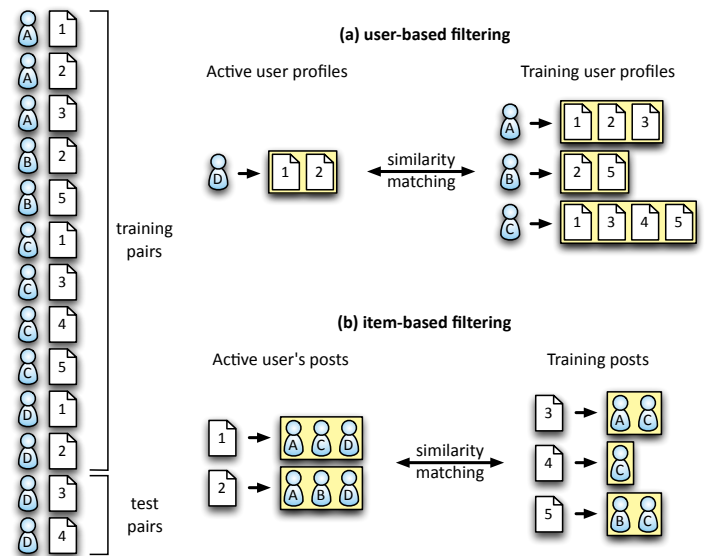 A 1
A 2
A 3
B 2
B 5
C 1
C 3
C 4
C 5
D 1
D 2
D 3
D 4
training
pairs
test
pairs
(a) user-based filtering
Active user profiles
Training user profiles
D 1 2
similarity
matching
A 1 2 3
B 2 5
C 1 3 4 5
(b) item-based filtering
Active user's posts
Training posts
1 A C D
2 A B D
similarity
matching
3 A C
4 C
5 B C